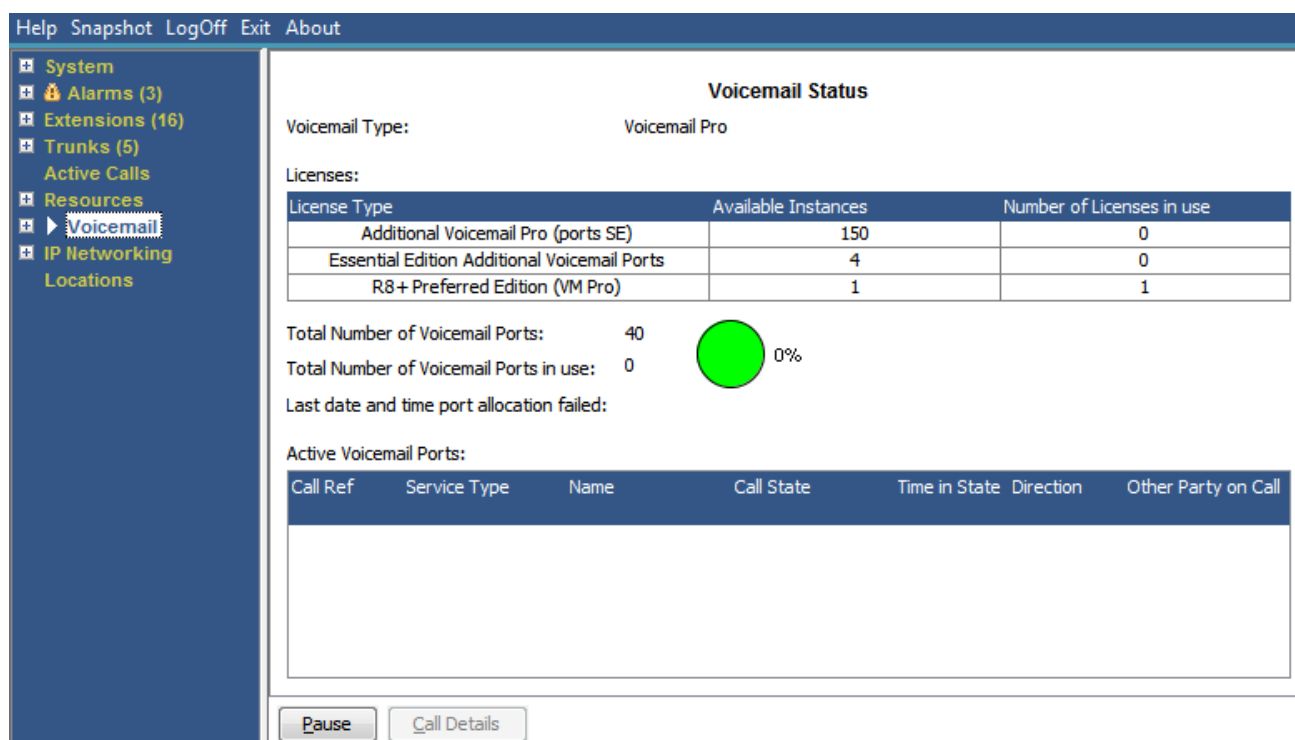 Help Snapshot LogOff Exit About
System
Alarms (3)
Extensions (16)
Trunks (5)
Active Calls
Resources
Voicemail
IP Networking
Locations
Voicemail Status
Voicemail Type: Voicemail Pro
Licenses:
License Type Available Instances Number of Licenses in use
Additional Voicemail Pro (ports SE) 150 0
Essential Edition Additional Voicemail Ports 4 0
R8+ Preferred Edition (VM Pro) 1 1
Total Number of Voicemail Ports: 40
0%
Total Number of Voicemail Ports in use: 0
Last date and time port allocation failed:
Active Voicemail Ports:
Call Ref Service Type Name Call State Time in State Direction Other Party on Call
Pause Call Details